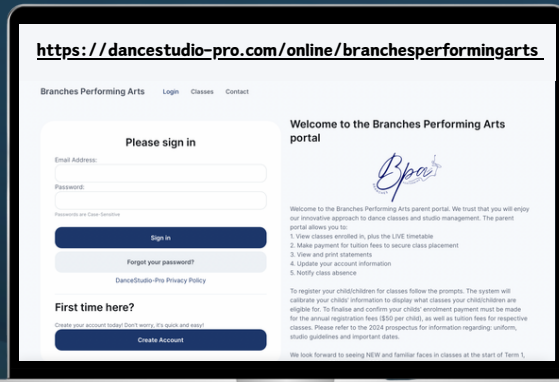 https://dancestudio-pro.com/online/branchesperformingarts
Branches Performing Arts Login Classes Contact
Please sign in
Email Address:
Password:
Passwords are Case-Sensitive
Sign in
Forgot your password?
DanceStudio-Pro Privacy Policy
First time here?
Create your account today! Don't worry, it's quick and easy!
Create Account
Welcome to the Branches Performing Arts
portal
Bpa
Welcome to the Branches Performing Arts parent portal. We trust that you will enjoy
our innovative approach to dance classes and studio management. The parent
portal allows you to:
1. View classes enrolled in, plus the LIVE timetable
2. Make payment for tuition fees to secure class placement
3. View and print statements
4. Update your account information
5. Notify class absence
To register your child/children for classes follow the prompts. The system will
calibrate your childs' information to display what classes your child/children are
eligible for. To finalise and confirm your childs' enrolment payment must be made
for the annual registration fees ($50 per child), as well as tuition fees for respective
classes. Please refer to the 2024 prospectus for information regarding: uniform,
studio guidelines and important dates.
We look forward to seeing NEW and familiar faces in classes at the start of Term 1,